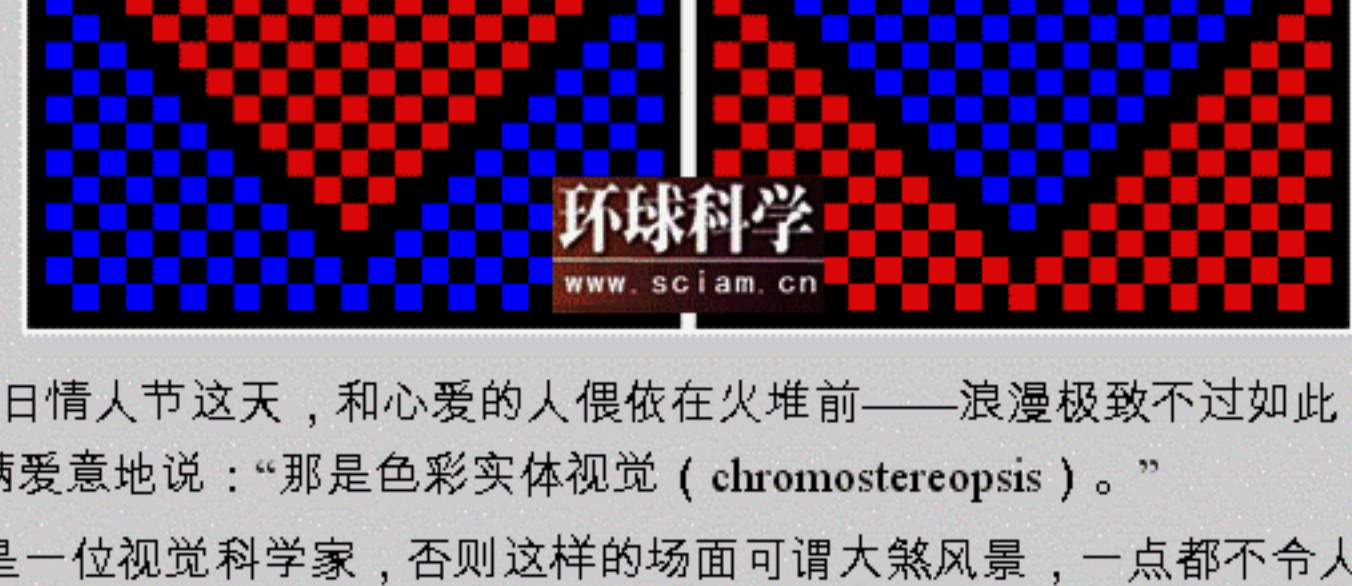 环球科学
www.sciam.cn
日情人节这天，和心爱的人偎依在火堆前——浪漫极致不过如此
爱意地说：“那是色彩实体视觉（chromostereopsis）。”
是一位视觉科学家，否则这样的场面可谓大煞风景，一点都不令人